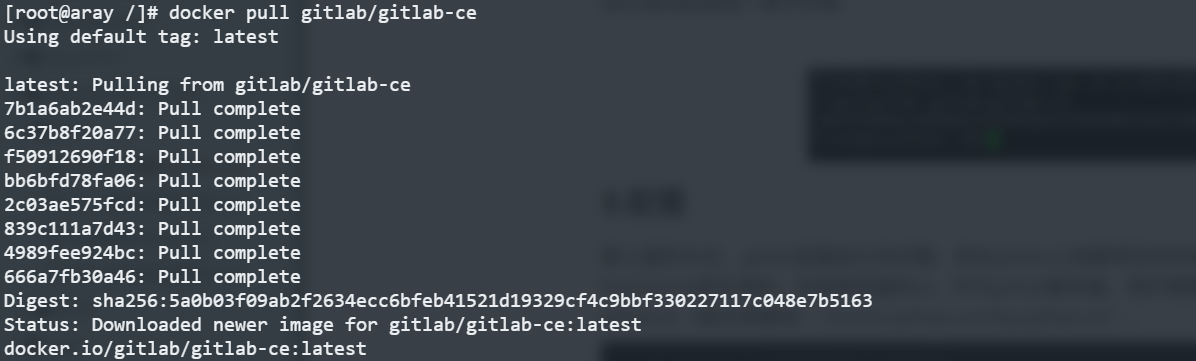 [root@aray /]# docker pull gitlab/gitlab-ce
Using default tag: latest
latest: Pulling from gitlab/gitlab-ce
7b1a6ab2e44d: Pull complete
6c37b8f20a77: Pull complete
f50912690f18: Pull complete
bb6bfd78fa06: Pull complete
2c03ae575fcd: Pull complete
839c111a7d43: Pull complete
4989fee924bc: Pull complete
666a7fb30a46: Pull complete
Digest: sha256:5a0b03f09ab2f2634ecc6bfeb41521d19329cf4c9bbf330227117c048e7b5163
Status: Downloaded newer image for gitlab/gitlab-ce:latest
docker.io/gitlab/gitlab-ce:latest